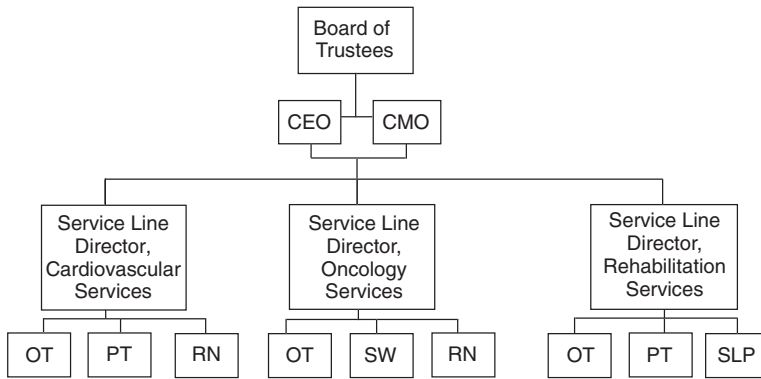 Board of
Trustees
CEO
CMO
Service Line
Director,
Cardiovascular
Services
Service Line
Director,
Oncology
Services
Service Line
Director,
Rehabilitation
Services
OT
PT
RN
OT
SW
RN
OT
PT
SLP